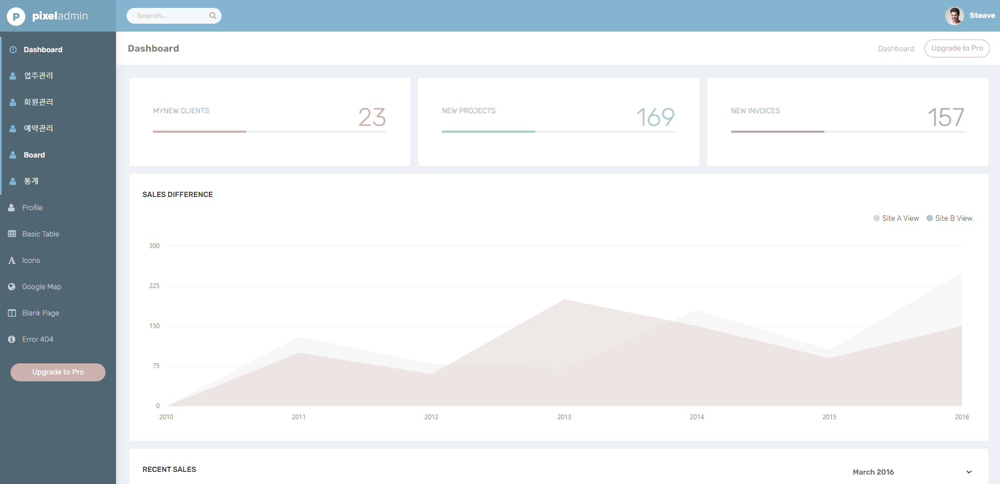 P pixeladmin
Search...
Steave
Dashboard
업주관리
회원관리
예약관리
Board
통계
Profile
Basic Table
Icons
Google Map
Blank Page
Error 404
Upgrade to Pro
Dashboard
Dashboard
Upgrade to Pro
MYNEW CLIENTS
23
NEW PROJECTS
169
NEW INVOICES
157
SALES DIFFERENCE
Site A View
Site B View
300
225
150
75
0
2010 2011 2012 2013 2014 2015 2016
RECENT SALES
March 2016